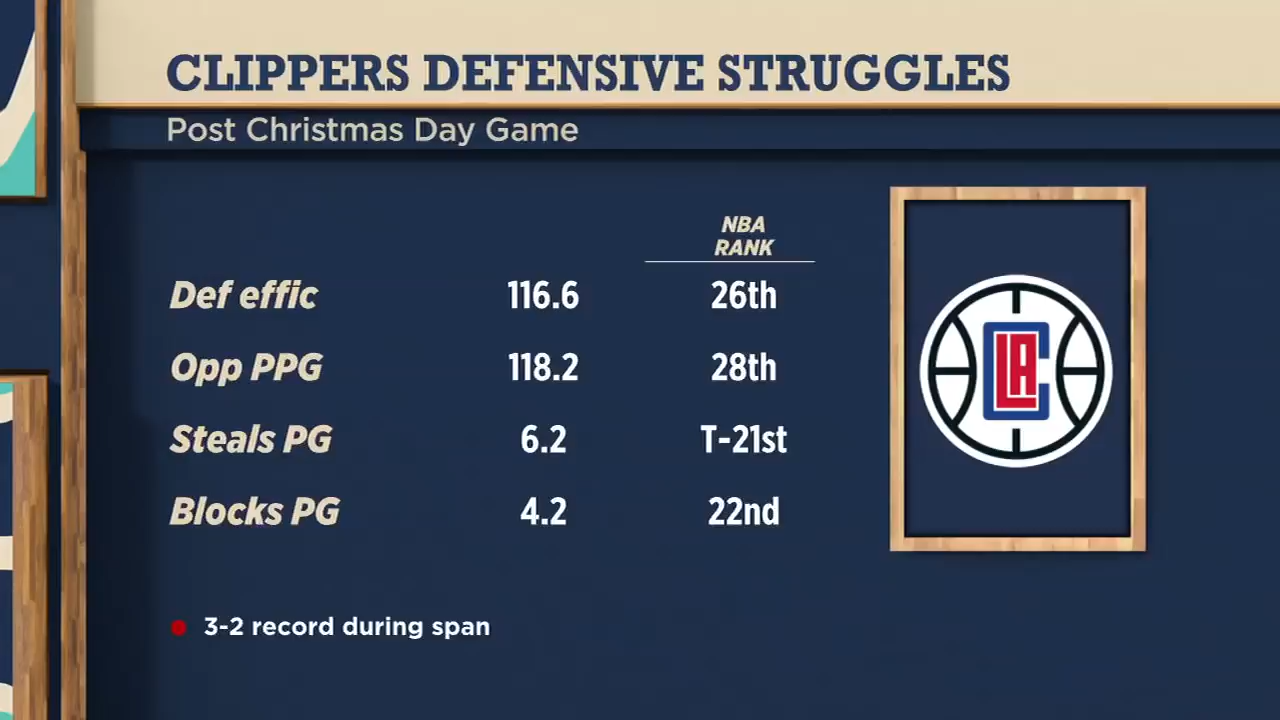 CLIPPERS DEFENSIVE STRUGGLES
Post Christmas Day Game
NBA
RANK
Def effic 116.6 26th
Opp PPG 118.2 28th
Steals PG 6.2 T-21st
Blocks PG 4.2 22nd
LAC
3-2 record during span